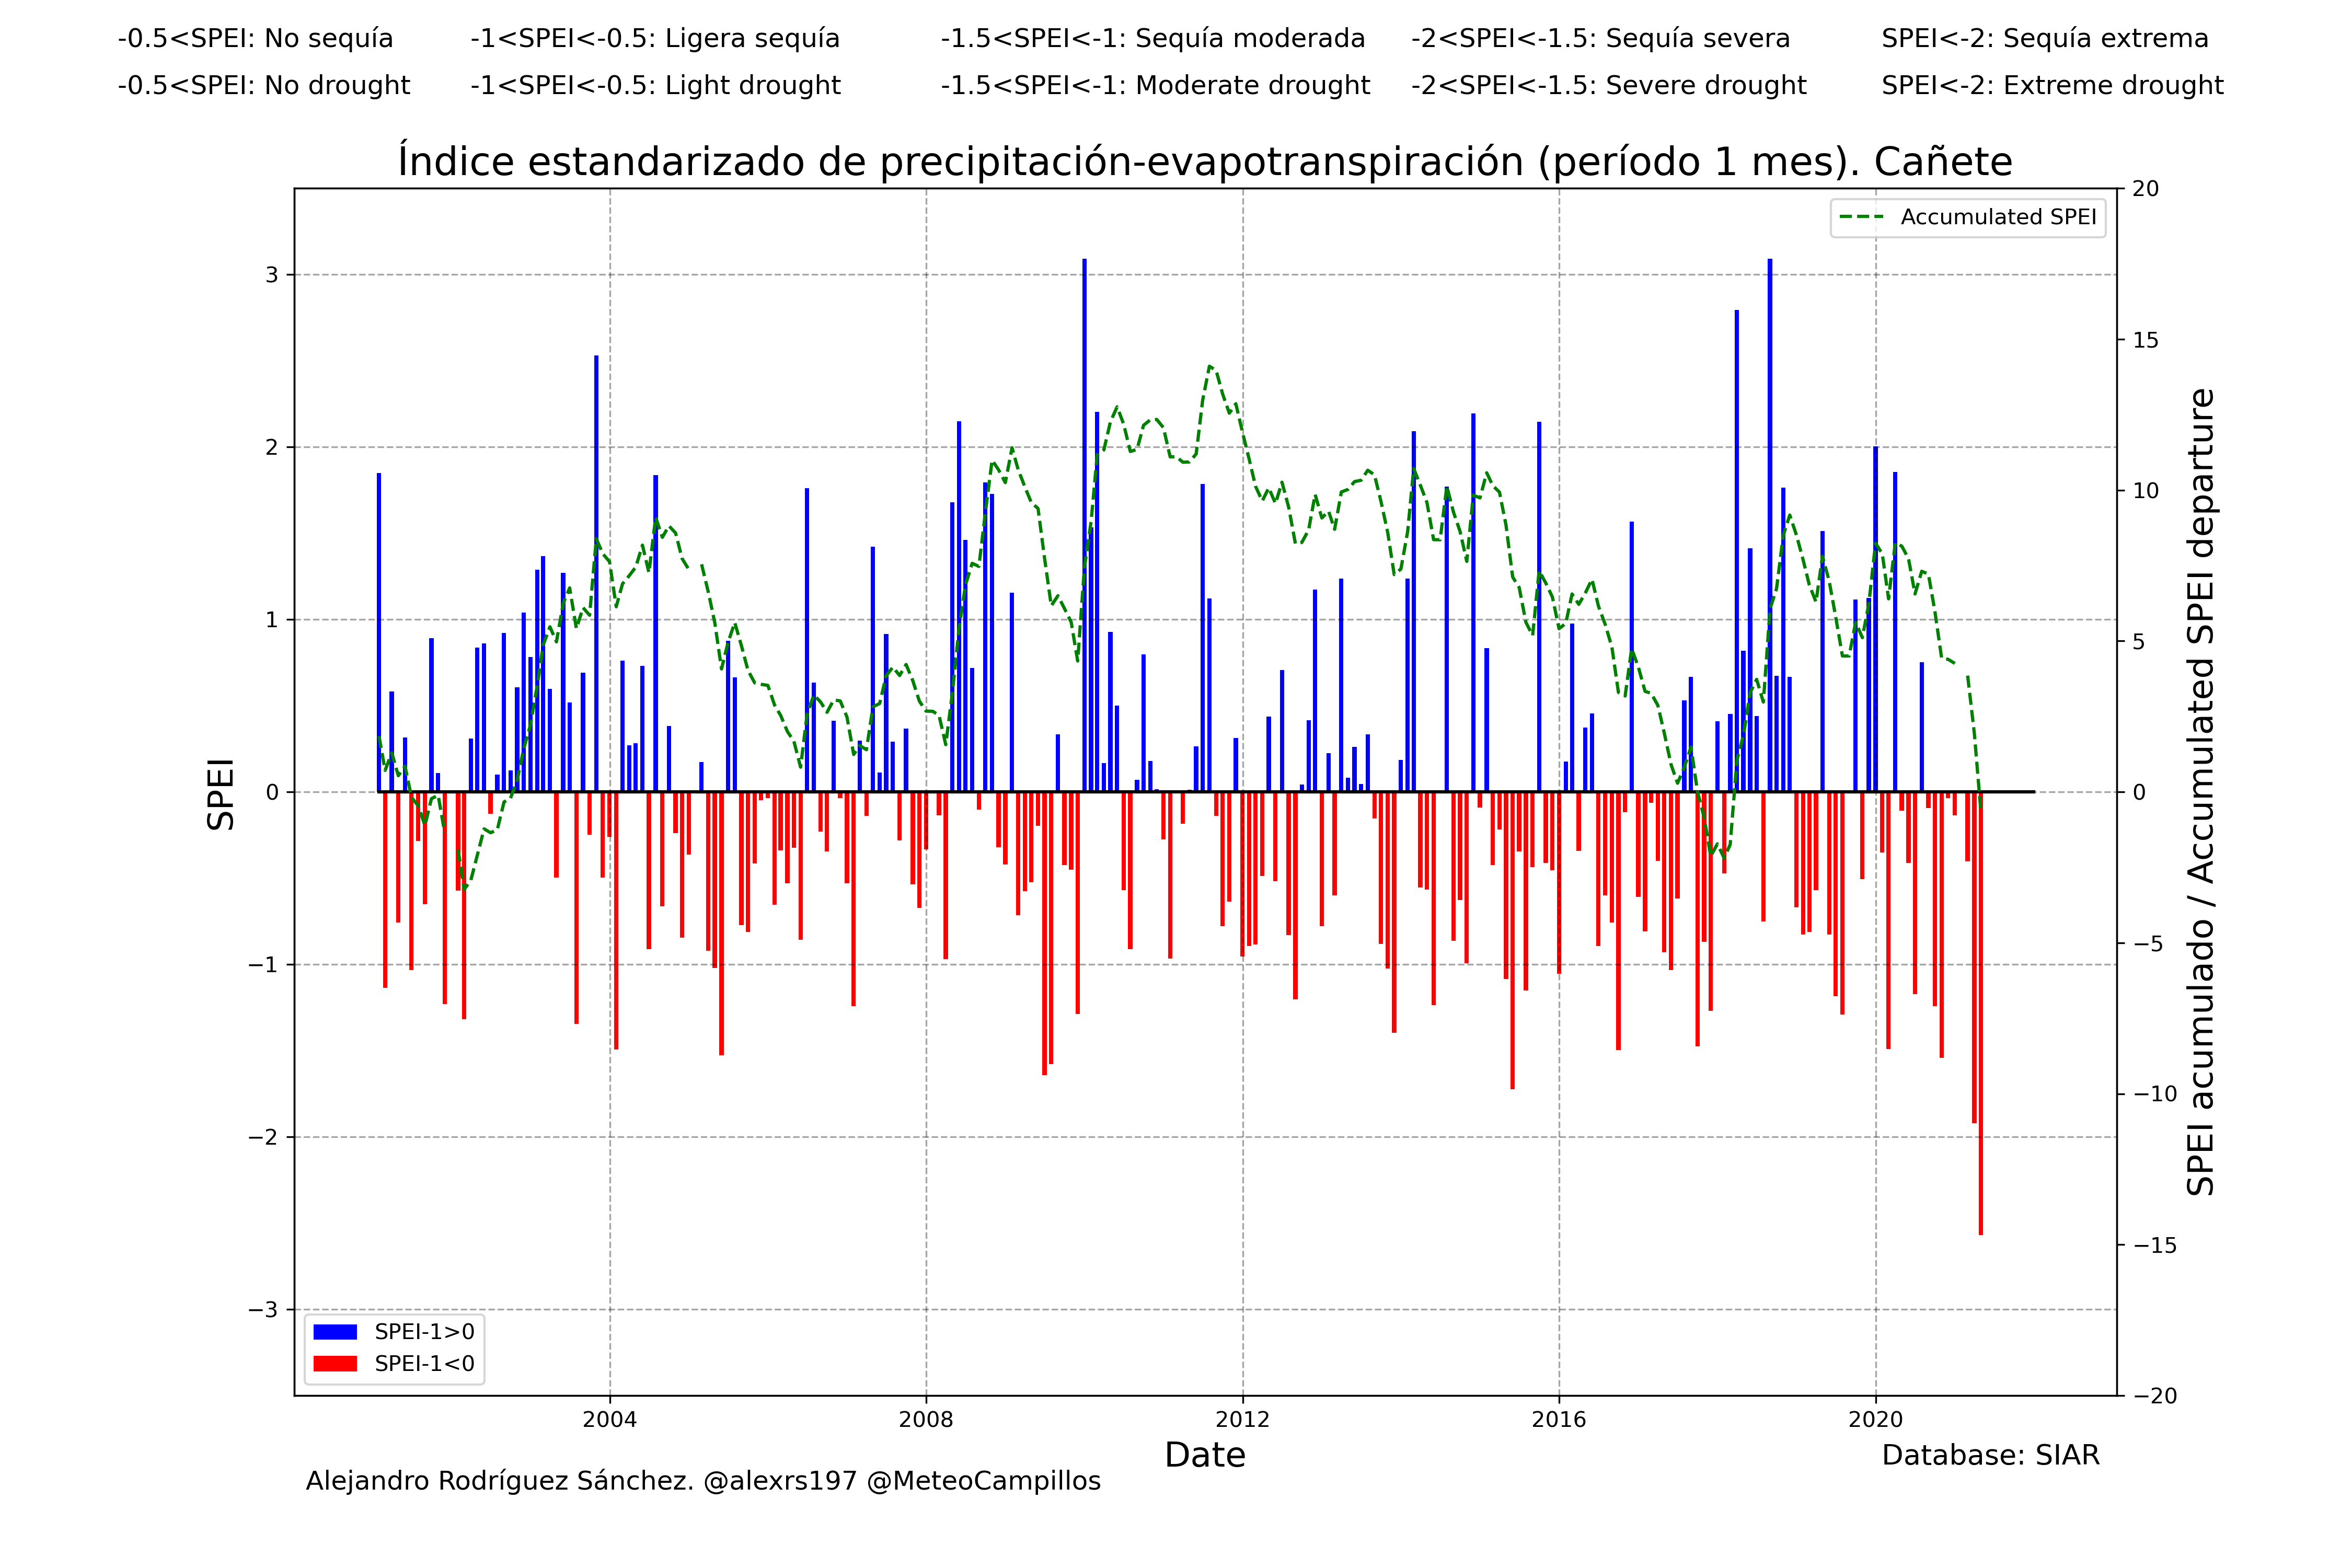 -0.5<SPEI: No sequía
-1<SPEI<-0.5: Ligera sequía
-1.5<SPEI<-1: Sequía moderada
-2<SPEI<-1.5: Sequía severa
SPEI<-2: Sequía extrema
-0.5<SPEI: No drought
-1<SPEI<-0.5: Light drought
-1.5<SPEI<-1: Moderate drought
-2<SPEI<-1.5: Severe drought
SPEI<-2: Extreme drought
Índice estandarizado de precipitación-evapotranspiración (período 1 mes). Cañete
Accumulated SPEI
SPEI
3
2
1
0
−1
−2
−3
20
15
10
5
0
−5
−10
−15
−20
SPEI acumulado / Accumulated SPEI departure
SPEI-1>0
SPEI-1<0
2004
2008
2012
2016
2020
Date
Database: SIAR
Alejandro Rodríguez Sánchez. @alexrs197 @MeteoCampillos